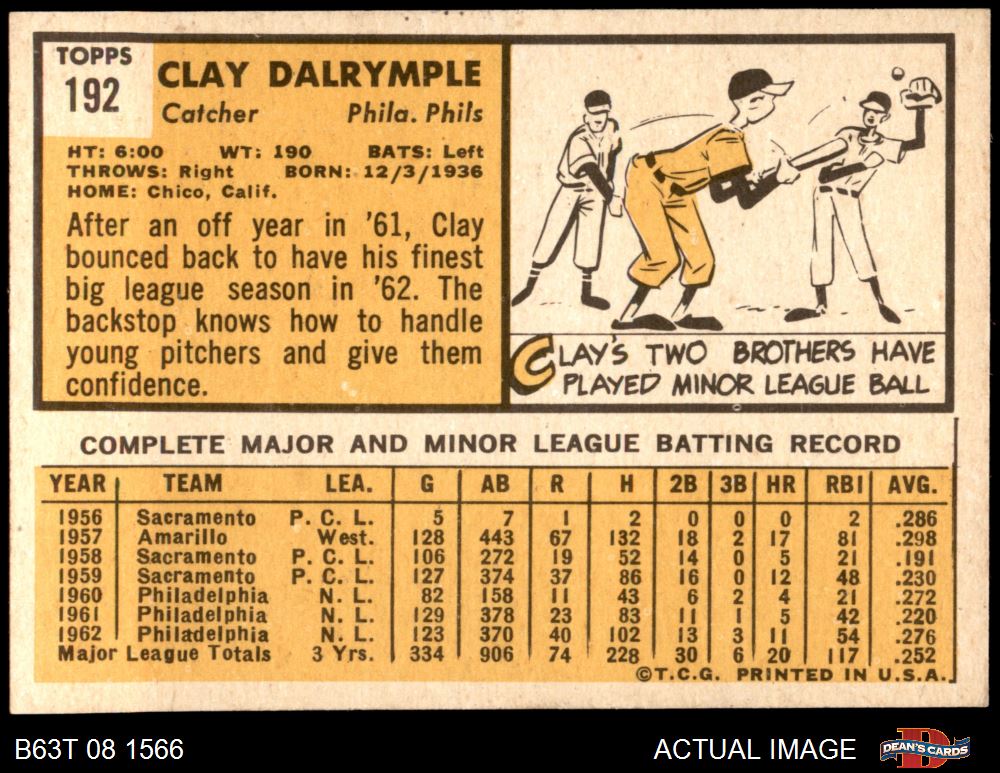 TOPPS
192
CLAY DALRYMPLE
Catcher Phila. Phils
HT: 6:00 WT: 190 BATS: Left
THROWS: Right BORN: 12/3/1936
HOME: Chico, Calif.
After an off year in '61, Clay
bounced back to have his finest
big league season in '62. The
backstop knows how to handle
young pitchers and give them
confidence.
CLAY'S TWO BROTHERS HAVE
PLAYED MINOR LEAGUE BALL
COMPLETE MAJOR AND MINOR LEAGUE BATTING RECORD
YEAR TEAM LEA. G AB R H 2B 3B HR RBI AVG.
1956 Sacramento P. C. L. 5 7 1 2 0 0 0 2 .286
1957 Amarillo West. 128 443 67 132 18 2 17 81 .298
1958 Sacramento P. C. L. 106 272 19 52 14 0 5 21 .191
1959 Sacramento P. C. L. 127 374 37 86 16 0 12 48 .230
1960 Philadelphia N. L. 82 158 11 43 6 2 4 21 .272
1961 Philadelphia N. L. 129 378 23 83 11 1 5 42 .220
1962 Philadelphia N. L. 123 370 40 102 13 3 11 54 .276
Major League Totals 3 Yrs. 334 906 74 228 30 6 20 117 .252
©T.C.G. PRINTED IN U.S.A.
B63T 08 1566
ACTUAL IMAGE
DEAN'S CARDS